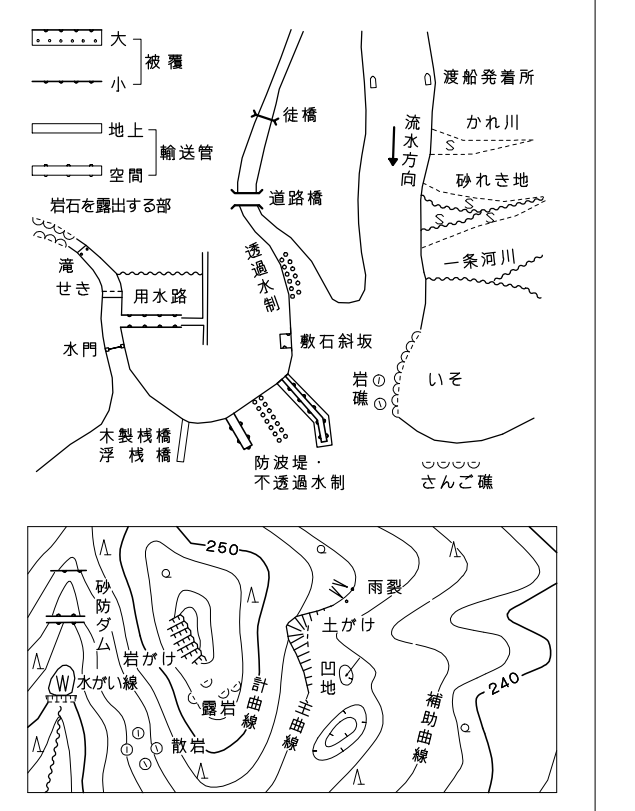 大
小
被覆
地上
空間
輸送管
岩石を露出する部
滝
せき
用水路
水門
木製桟橋
浮桟橋
徒橋
道路橋
透過水制
敷石斜坂
防波堤・
不透過水制
渡船発着所
流水方向
かれ川
砂れき地
一条河川
岩礁
いそ
さんご礁
250
砂防ダム
雨裂
土がけ
岩がけ
水がい線
凹地
露岩
計曲線
主曲線
補助曲線
240
散岩